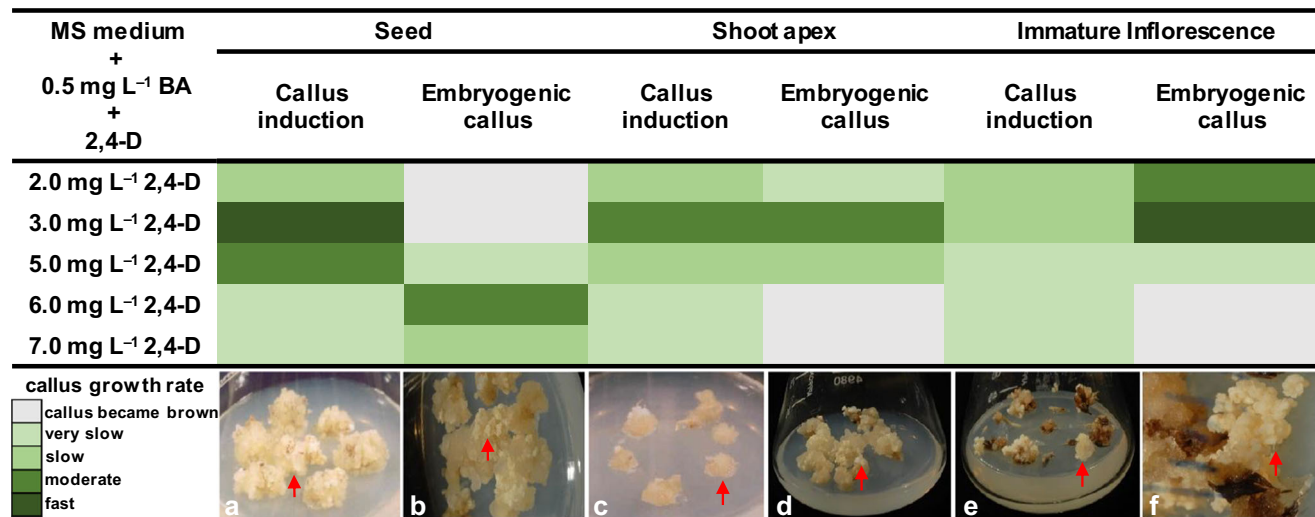 MS medium
+
0.5 mg L⁻¹ BA
+
2,4-D
Seed
Shoot apex
Immature Inflorescence
Callus induction
Embryogenic callus
Callus induction
Embryogenic callus
Callus induction
Embryogenic callus
2.0 mg L⁻¹ 2,4-D
3.0 mg L⁻¹ 2,4-D
5.0 mg L⁻¹ 2,4-D
6.0 mg L⁻¹ 2,4-D
7.0 mg L⁻¹ 2,4-D
callus growth rate
callus became brown
very slow
slow
moderate
fast
a
b
c
4980
d
e
f